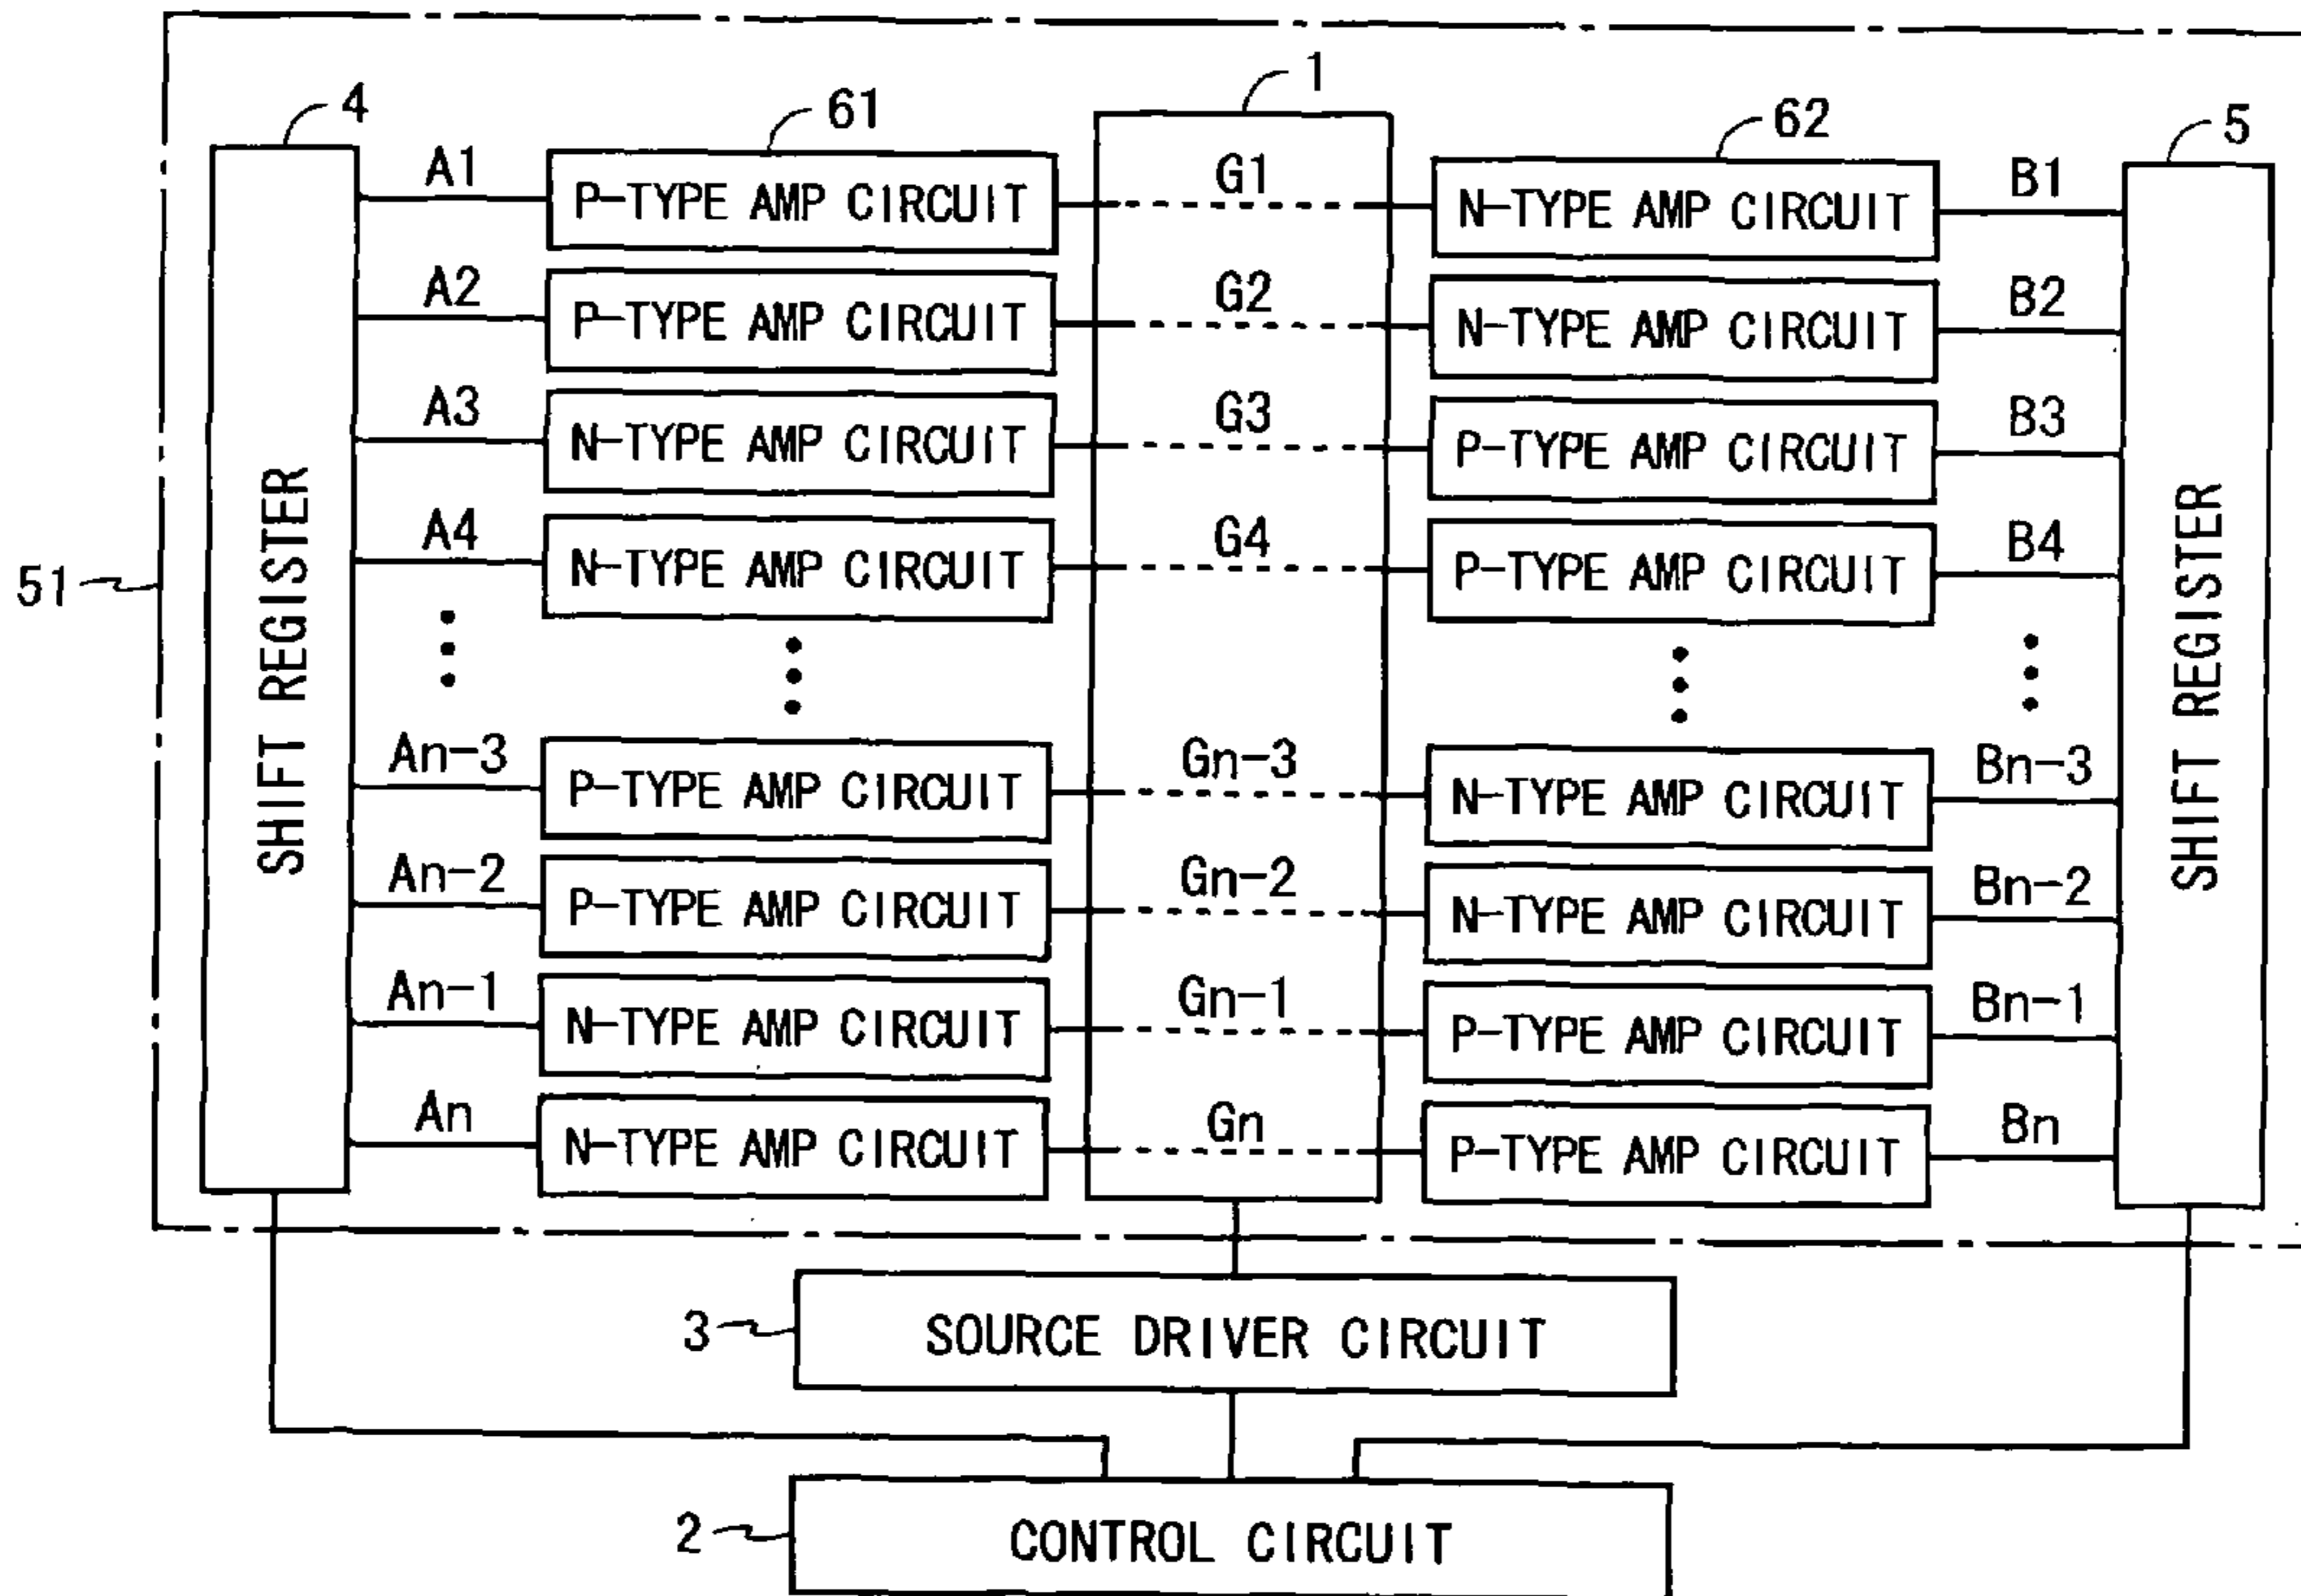 4 61 1 62 5
A1 P-TYPE AMP CIRCUIT G1 N-TYPE AMP CIRCUIT B1
A2 P-TYPE AMP CIRCUIT G2 N-TYPE AMP CIRCUIT B2
A3 N-TYPE AMP CIRCUIT G3 P-TYPE AMP CIRCUIT B3
A4 N-TYPE AMP CIRCUIT G4 P-TYPE AMP CIRCUIT B4
51
SHIFT REGISTER
SHIFT REGISTER
An-3 P-TYPE AMP CIRCUIT Gn-3 N-TYPE AMP CIRCUIT Bn-3
An-2 P-TYPE AMP CIRCUIT Gn-2 N-TYPE AMP CIRCUIT Bn-2
An-1 N-TYPE AMP CIRCUIT Gn-1 P-TYPE AMP CIRCUIT Bn-1
An N-TYPE AMP CIRCUIT Gn P-TYPE AMP CIRCUIT Bn
3 SOURCE DRIVER CIRCUIT
2 CONTROL CIRCUIT